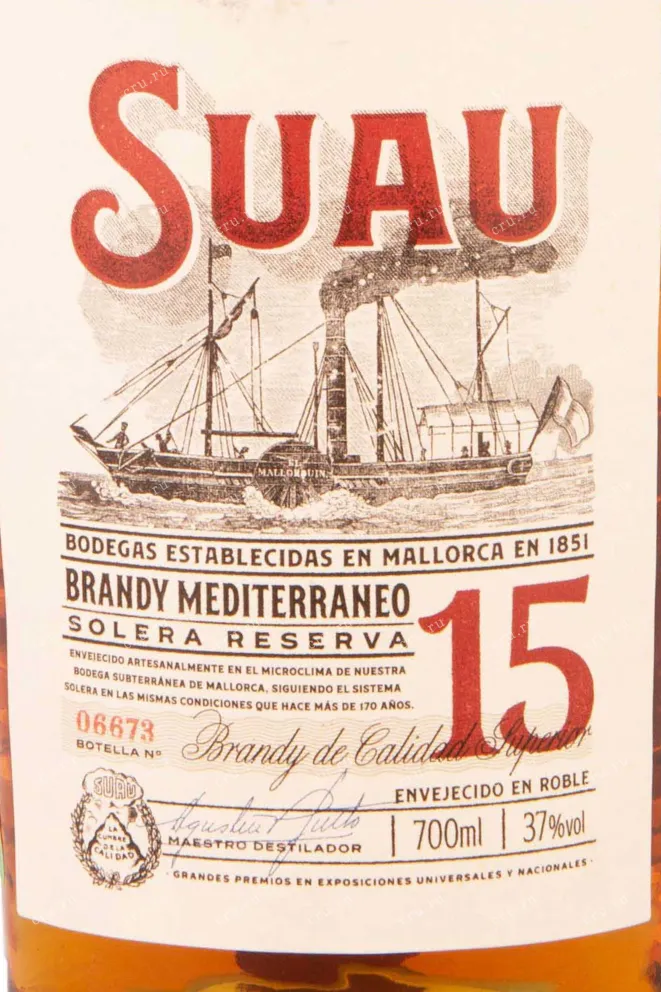 SUAU
MALLORQUIN
BODEGAS ESTABLECIDAS EN MALLORCA EN 1851
BRANDY MEDITERRANEO
SOLERA RESERVA
15
ENVEJECIDO ARTESANALMENTE EN EL MICROCLIMA DE NUESTRA
BODEGA SUBTERRÁNEA DE MALLORCA, SIGUIENDO EL SISTEMA
SOLERA EN LAS MISMAS CONDICIONES QUE HACE MÁS DE 170 AÑOS.
06673
BOTELLA Nº
Brandy de Calidad Superior
ENVEJECIDO EN ROBLE
SUAU
LA
CUMBRE
DE LA
CALIDAD
MAESTRO DESTILADOR
700ml
37%vol
· GRANDES PREMIOS EN EXPOSICIONES UNIVERSALES Y NACIONALES ·
cru.ru